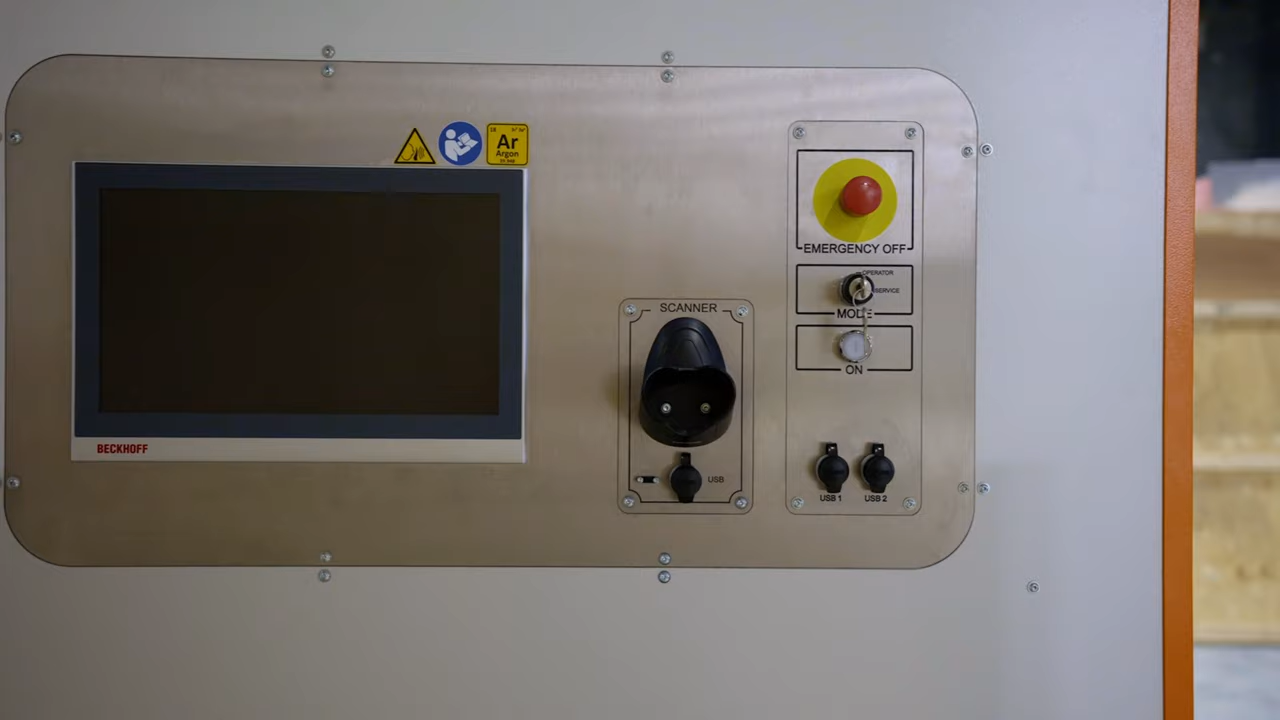 Ar
Argon
EMERGENCY OFF
OPERATOR
SERVICE
MODE
SCANNER
ON
BECKHOFF
USB
USB 1
USB 2